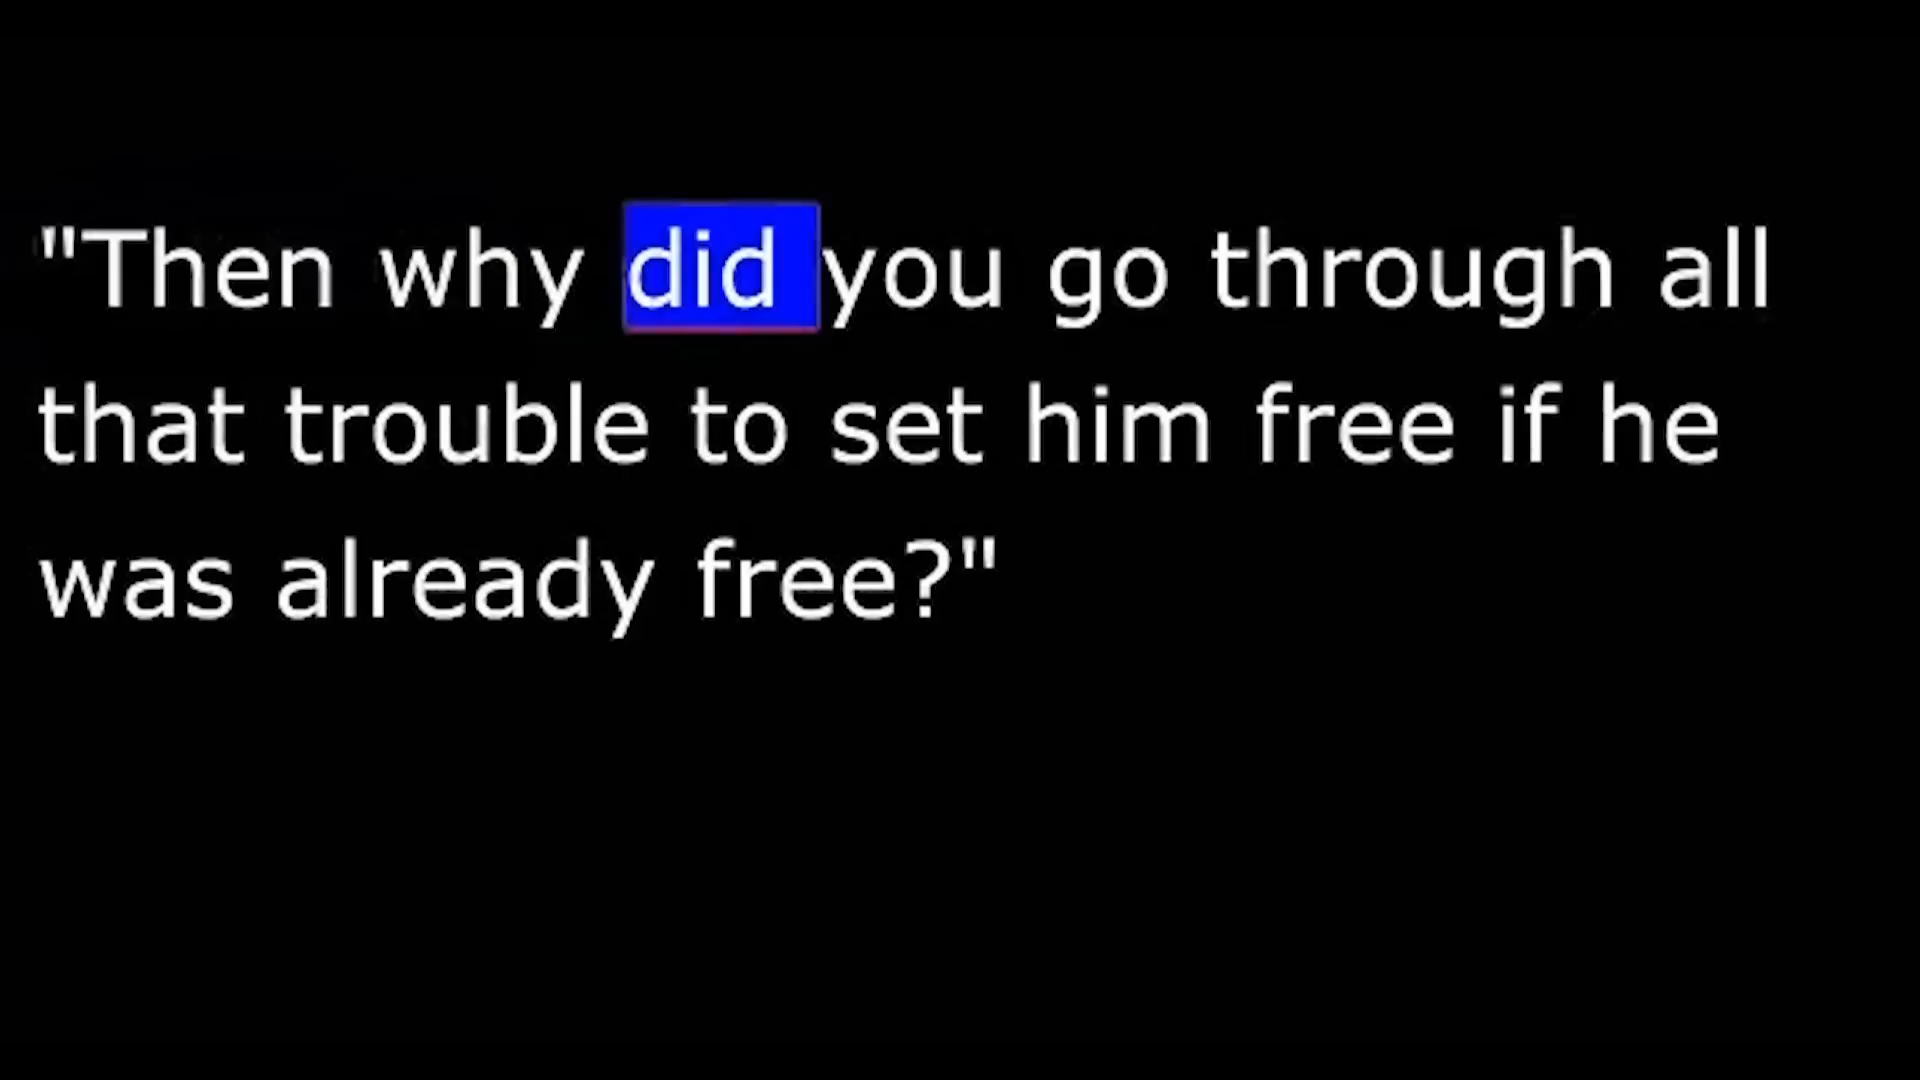 "Then why did you go through all
that trouble to set him free if he
was already free?"